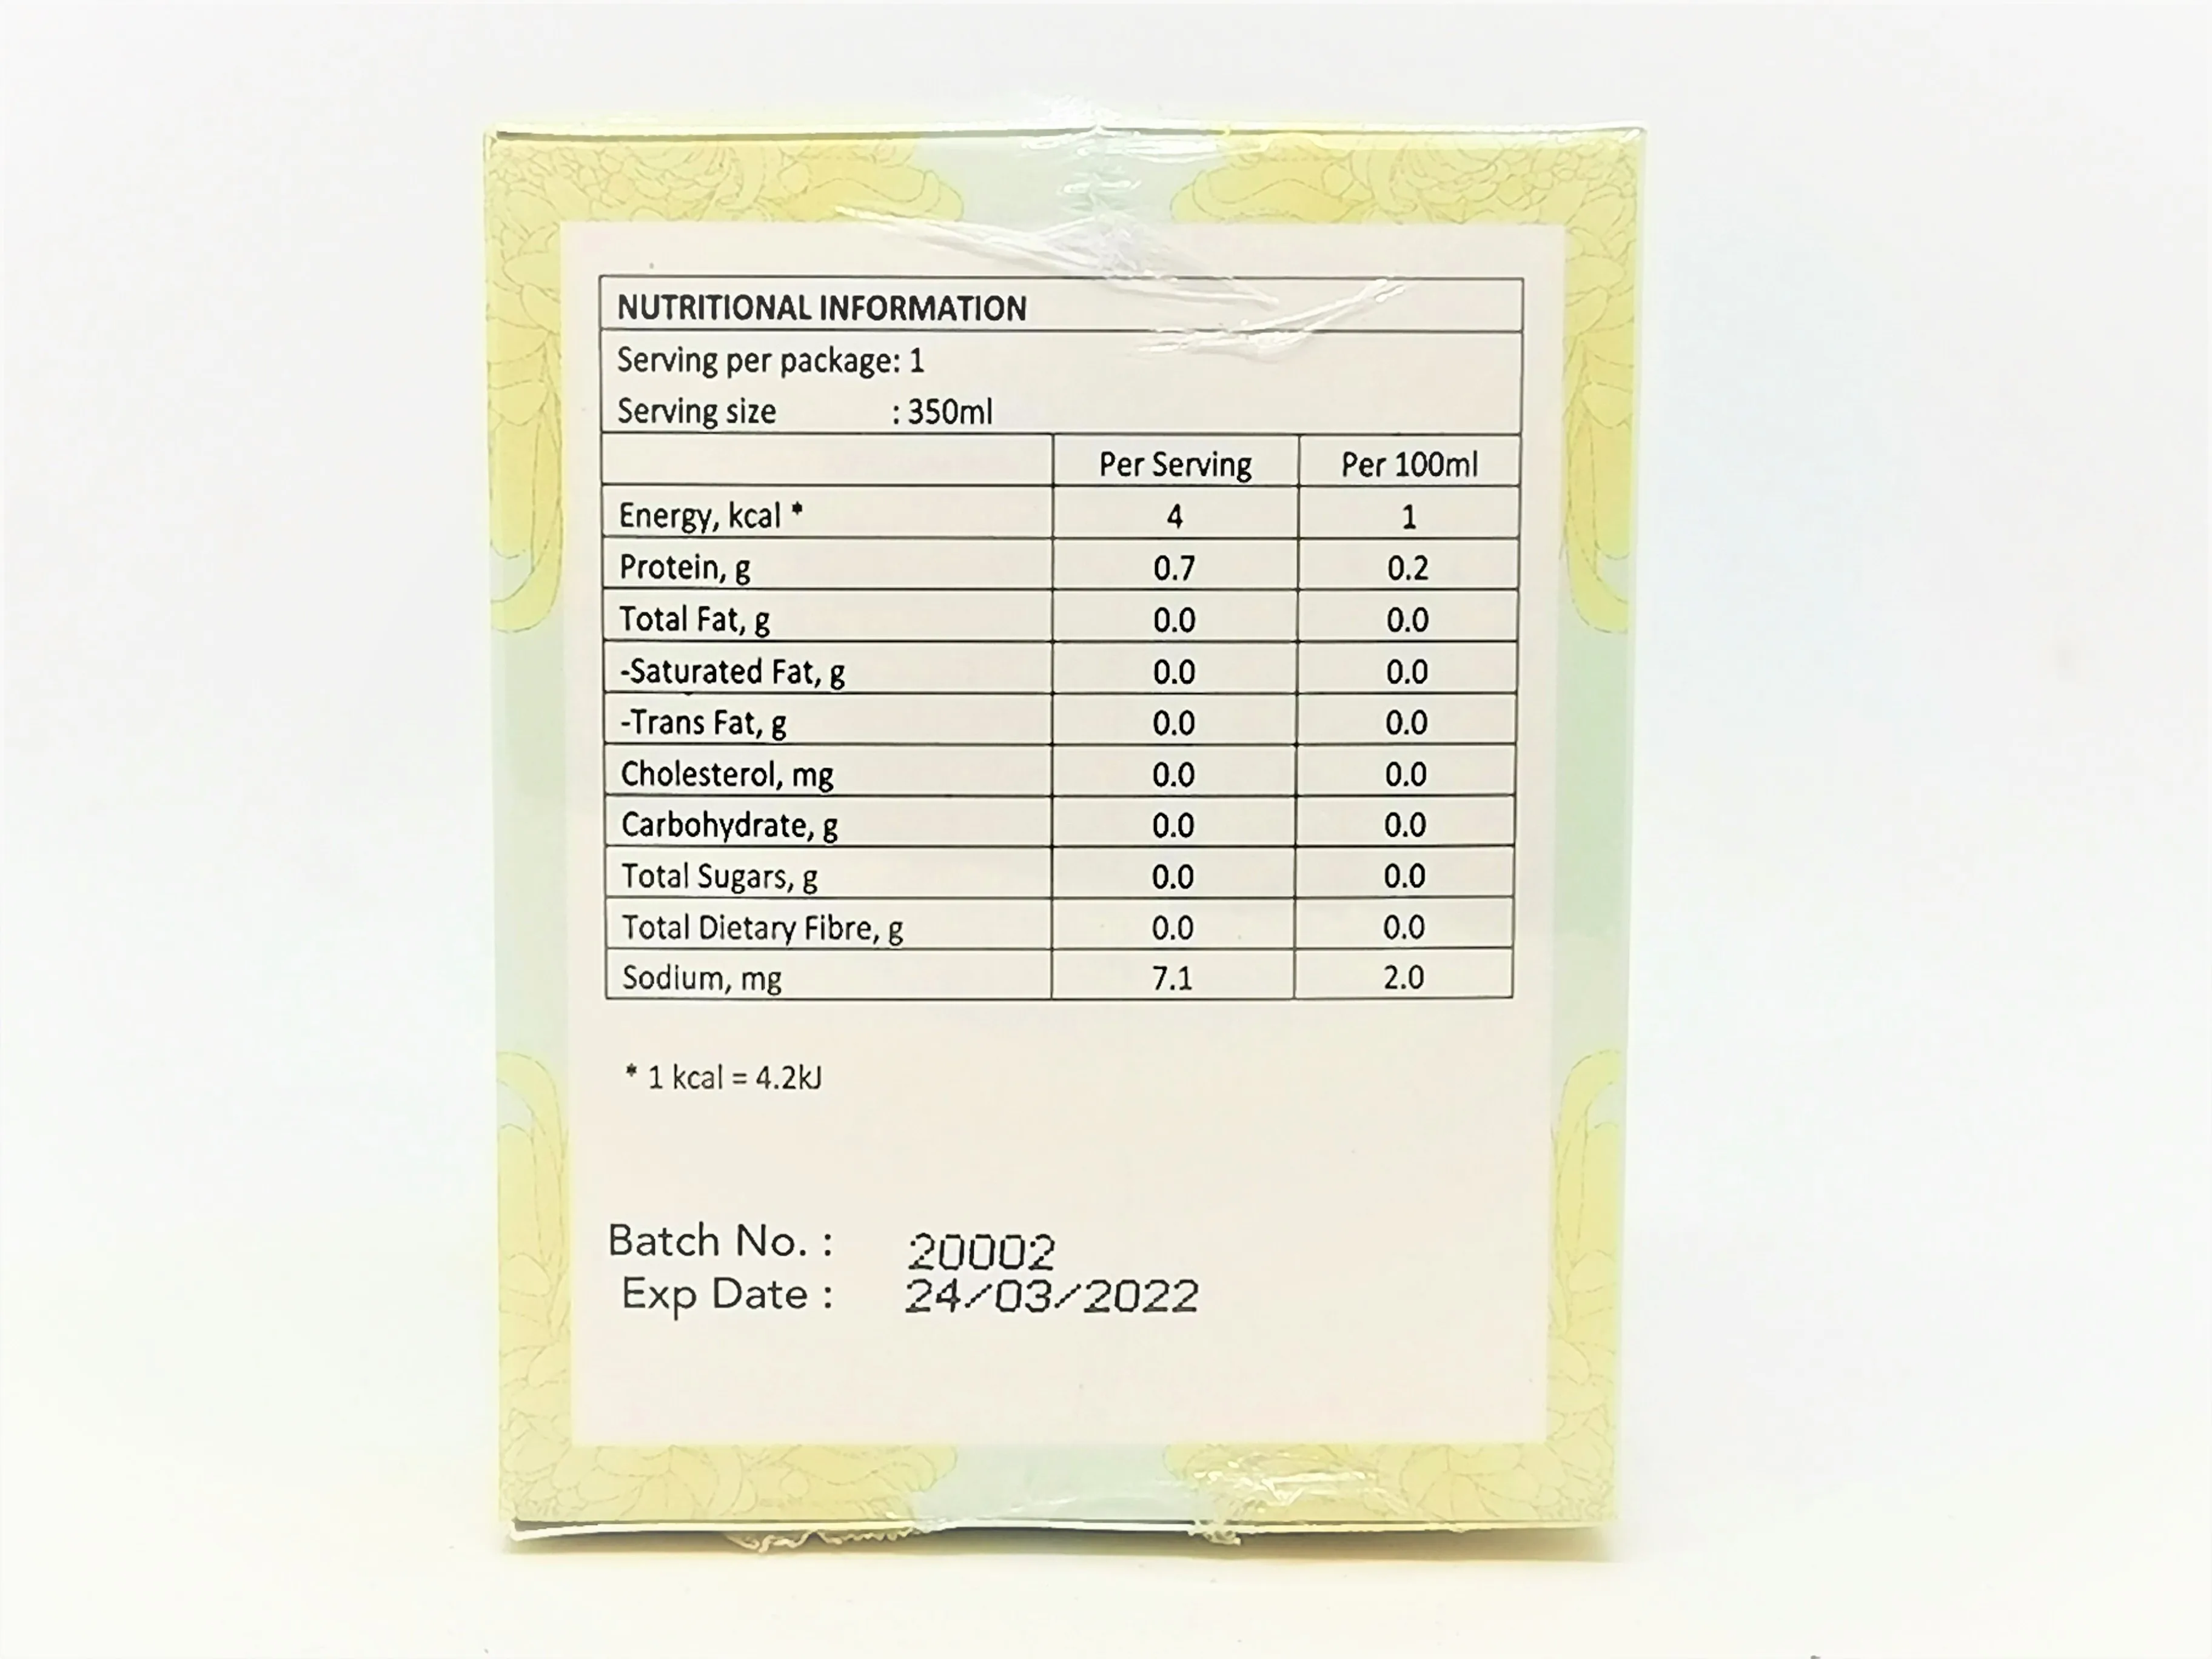 NUTRITIONAL INFORMATION
Serving per package: 1
Serving size : 350ml
Per Serving Per 100ml
Energy, kcal * 4 1
Protein, g 0.7 0.2
Total Fat, g 0.0 0.0
-Saturated Fat, g 0.0 0.0
-Trans Fat, g 0.0 0.0
Cholesterol, mg 0.0 0.0
Carbohydrate, g 0.0 0.0
Total Sugars, g 0.0 0.0
Total Dietary Fibre, g 0.0 0.0
Sodium, mg 7.1 2.0
* 1 kcal = 4.2kJ
Batch No. : 20002
Exp Date : 24/03/2022